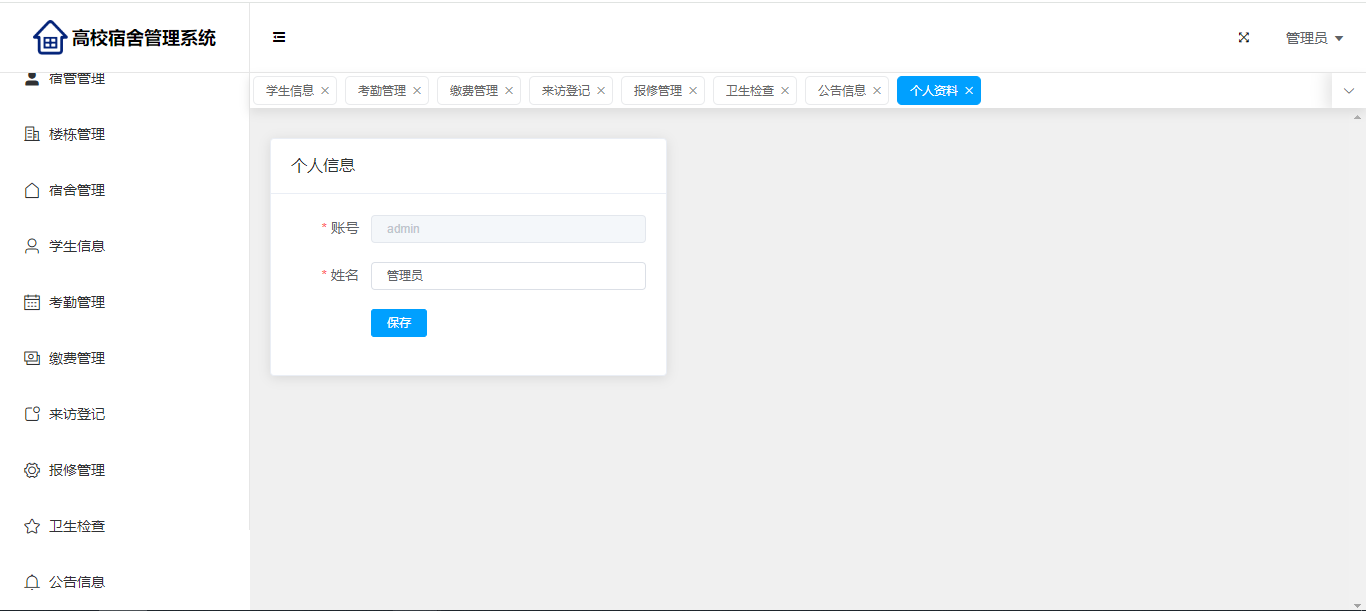 高校宿舍管理系统
管理员
宿管管理
楼栋管理
宿舍管理
学生信息
考勤管理
缴费管理
来访登记
报修管理
卫生检查
公告信息
学生信息 考勤管理 缴费管理 来访登记 报修管理 卫生检查 公告信息 个人资料
个人信息
* 账号 admin
* 姓名 管理员
保存